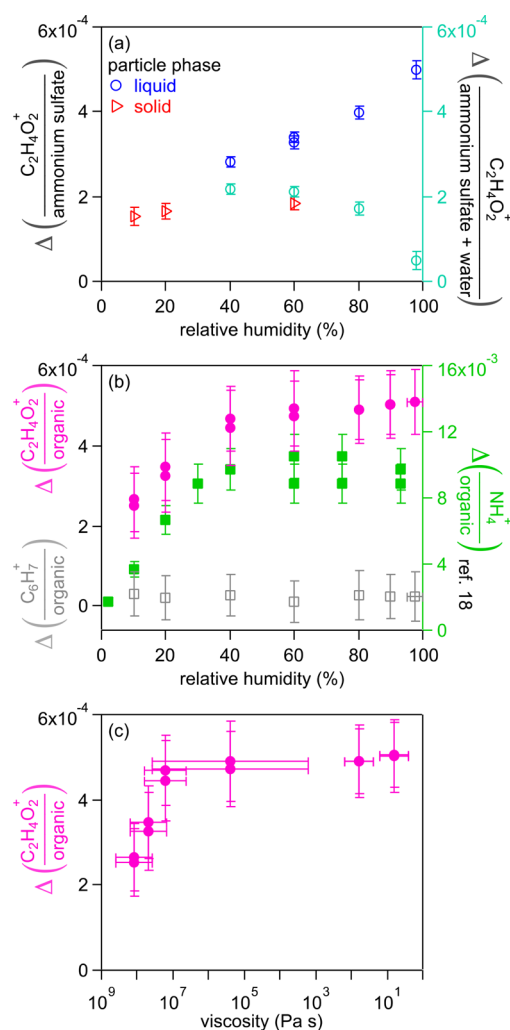 6x10⁻⁴
(a)
6x10⁻⁴
particle phase
liquid
solid
4
4
2
2
0
0
0
20
40
60
80
100
relative humidity (%)
Δ ( C₂H₄O₂⁺ / ammonium sulfate )
Δ ( C₂H₄O₂⁺ / ammonium sulfate + water )
6x10⁻⁴
(b)
16x10⁻³
4
12
2
8
0
4
0
0
20
40
60
80
100
relative humidity (%)
Δ ( C₂H₄O₂⁺ / organic )
Δ ( C₆H₇⁺ / organic )
Δ ( NH₄⁺ / organic )
ref. 18
6x10⁻⁴
(c)
4
2
0
10⁹
10⁷
10⁵
10³
10¹
viscosity (Pa s)
Δ ( C₂H₄O₂⁺ / organic )